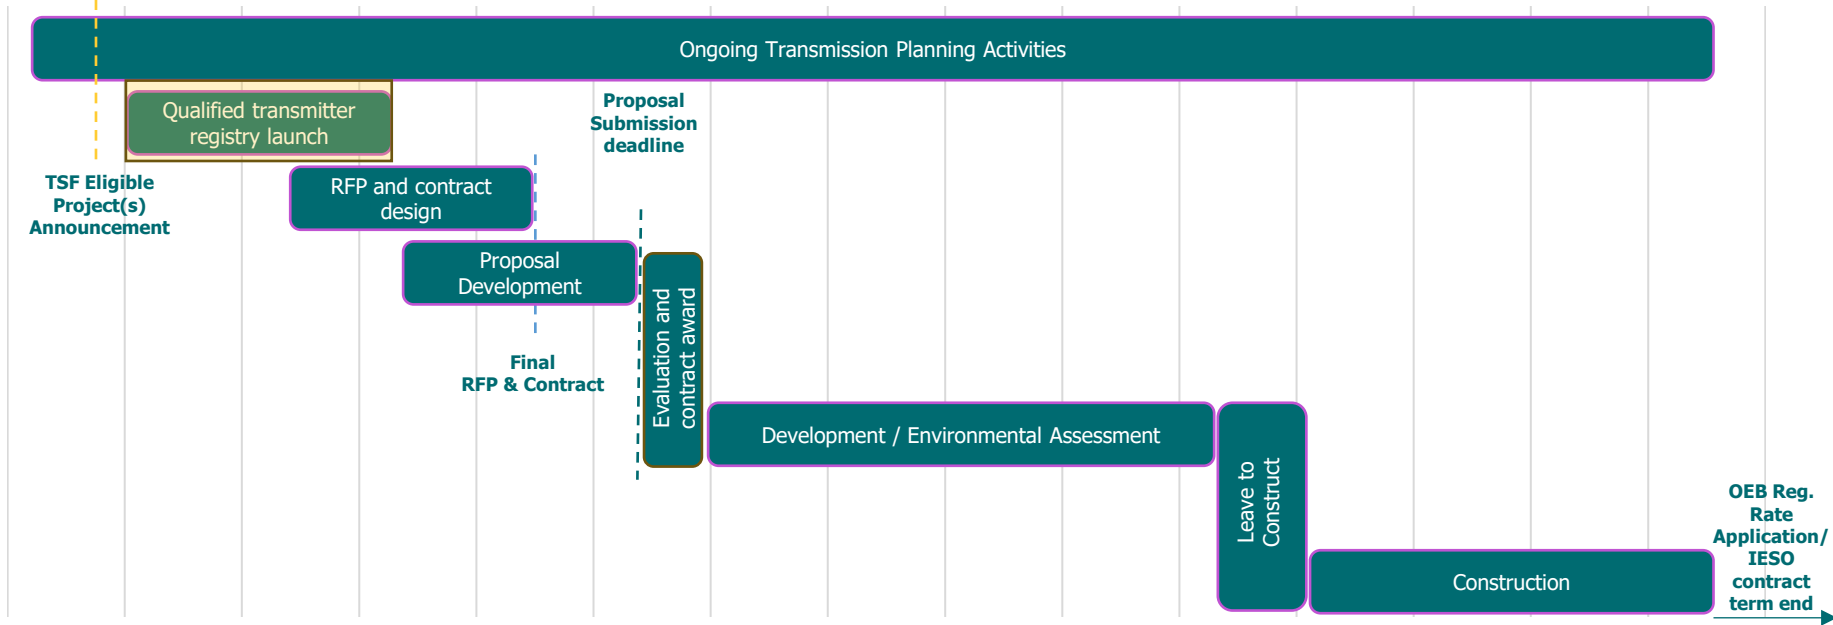 Ongoing Transmission Planning Activities
Qualified transmitter
registry launch
Proposal
Submission
deadline
TSF Eligible
Project(s)
Announcement
RFP and contract
design
Proposal
Development
Final
RFP & Contract
Evaluation and
contract award
Development / Environmental Assessment
Leave to
Construct
OEB Reg.
Rate
Application/
IESO
contract
term end
Construction